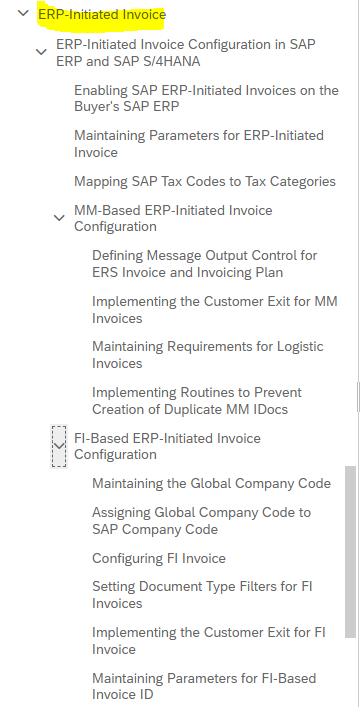 ERP-Initiated Invoice
ERP-Initiated Invoice Configuration in SAP
ERP and SAP S/4HANA
Enabling SAP ERP-Initiated Invoices on the
Buyer's SAP ERP
Maintaining Parameters for ERP-Initiated
Invoice
Mapping SAP Tax Codes to Tax Categories
MM-Based ERP-Initiated Invoice
Configuration
Defining Message Output Control for
ERS Invoice and Invoicing Plan
Implementing the Customer Exit for MM
Invoices
Maintaining Requirements for Logistic
Invoices
Implementing Routines to Prevent
Creation of Duplicate MM IDocs
FI-Based ERP-Initiated Invoice
Configuration
Maintaining the Global Company Code
Assigning Global Company Code to
SAP Company Code
Configuring FI Invoice
Setting Document Type Filters for FI
Invoices
Implementing the Customer Exit for FI
Invoice
Maintaining Parameters for FI-Based
Invoice ID